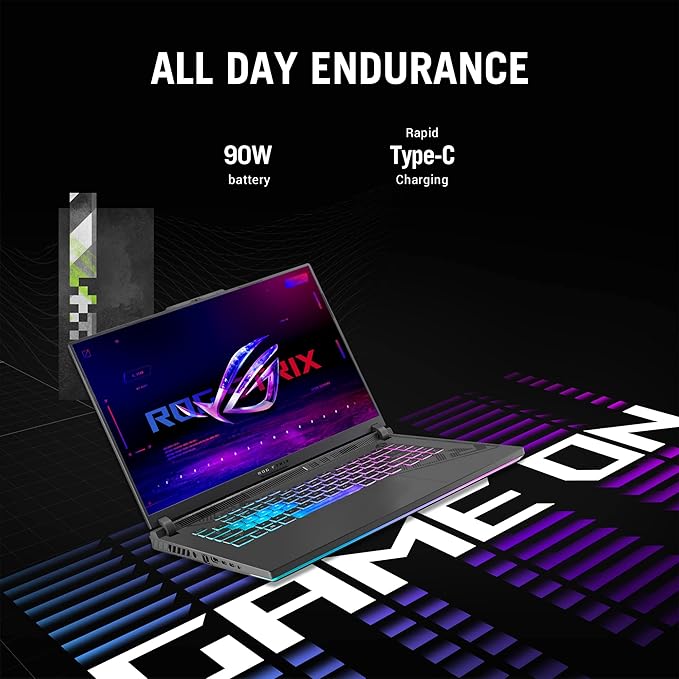 ALL DAY ENDURANCE
90W
battery
Rapid
Type-C
Charging
ROG STRIX
GAME ON